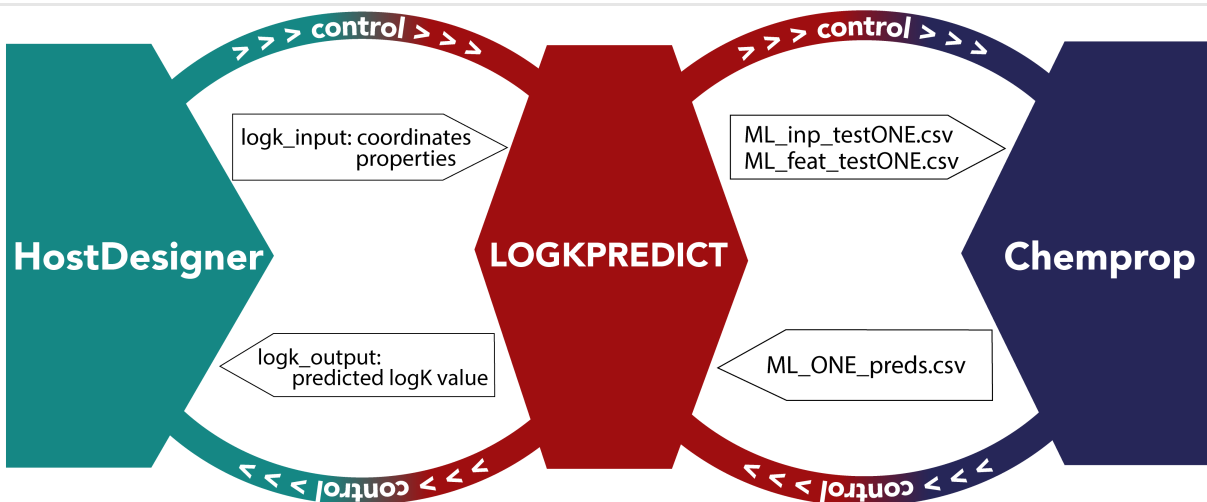 > > > control > > >
> > > control > > >
logk_input: coordinates
properties
ML_inp_testONE.csv
ML_feat_testONE.csv
HostDesigner
LOGKPREDICT
Chemprop
logk_output:
predicted logK value
ML_ONE_preds.csv
> > > control > > >
> > > control > > >